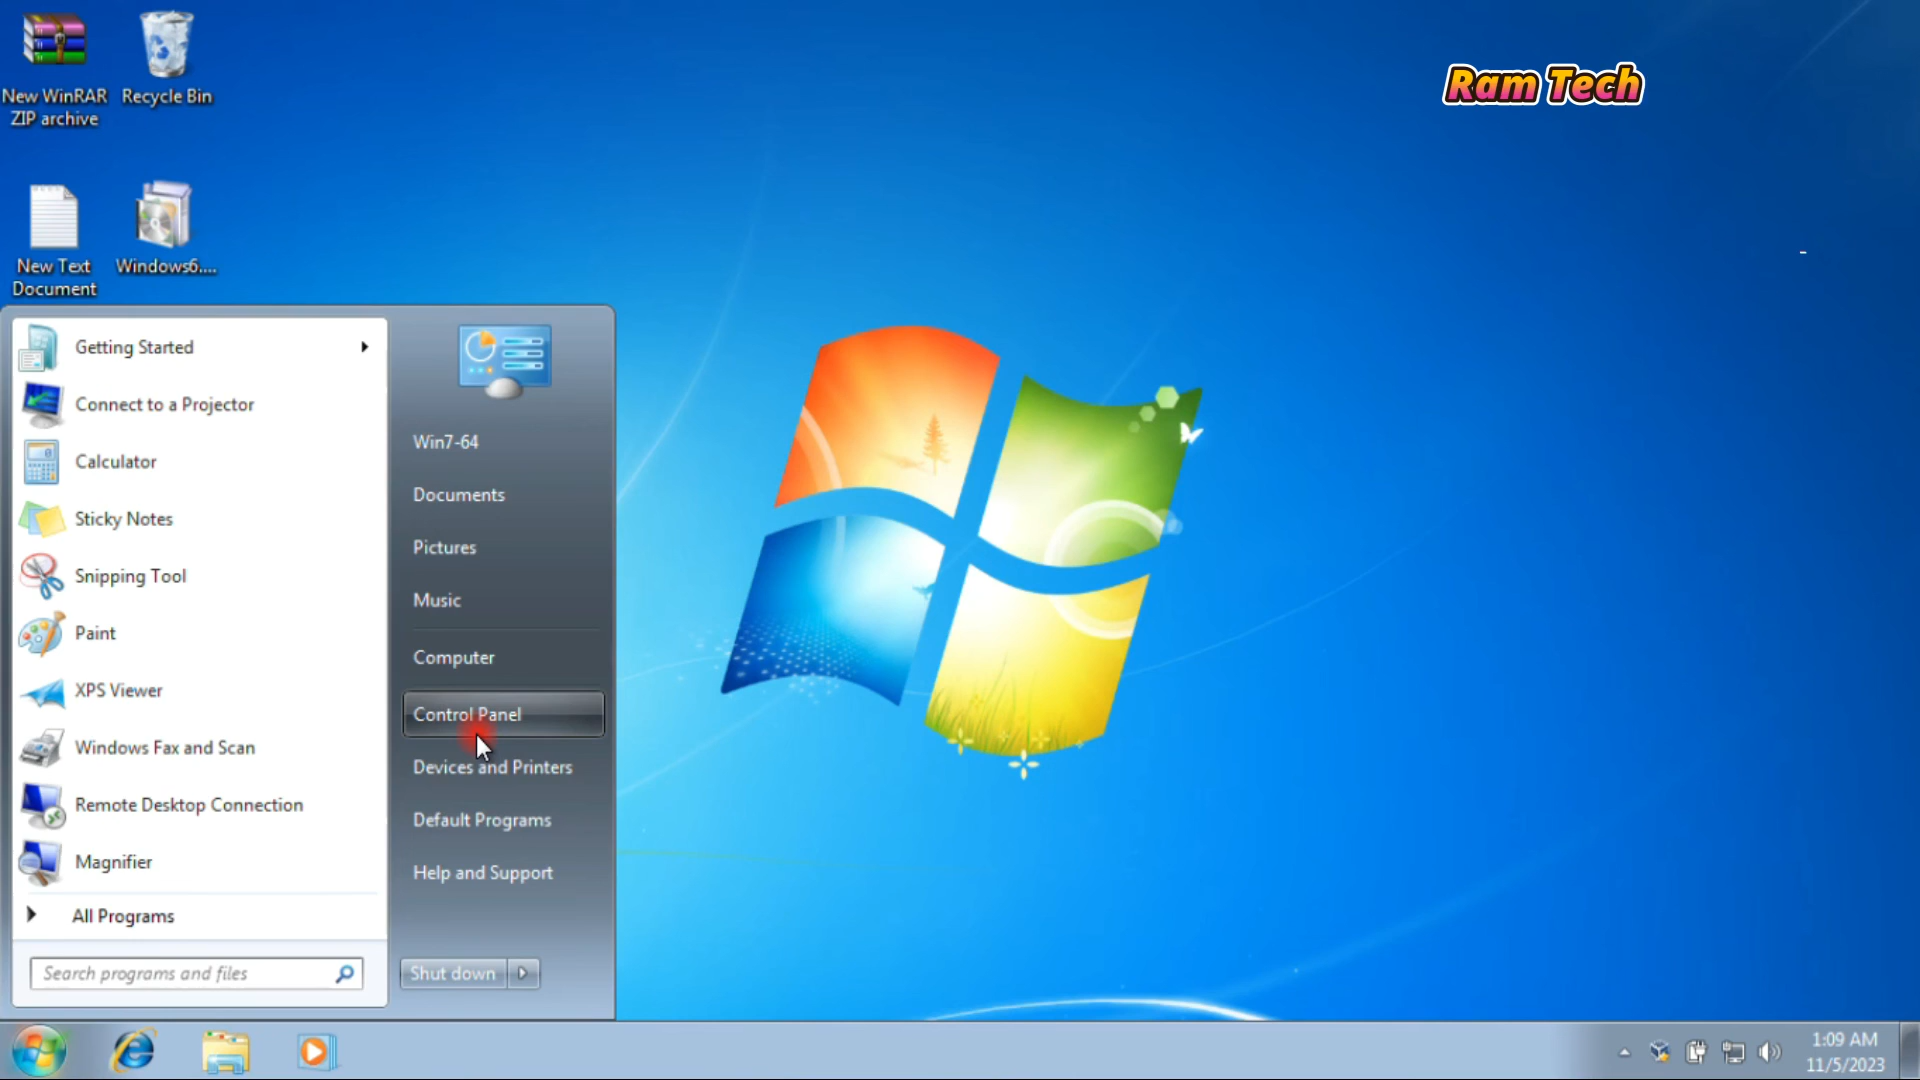 New WinRAR
ZIP archive
Recycle Bin
Ram Tech
New Text
Document
Windows6....
Getting Started
Connect to a Projector
Calculator
Sticky Notes
Snipping Tool
Paint
XPS Viewer
Windows Fax and Scan
Remote Desktop Connection
Magnifier
All Programs
Search programs and files
Win7-64
Documents
Pictures
Music
Computer
Control Panel
Devices and Printers
Default Programs
Help and Support
Shut down
1:09 AM
11/5/2023